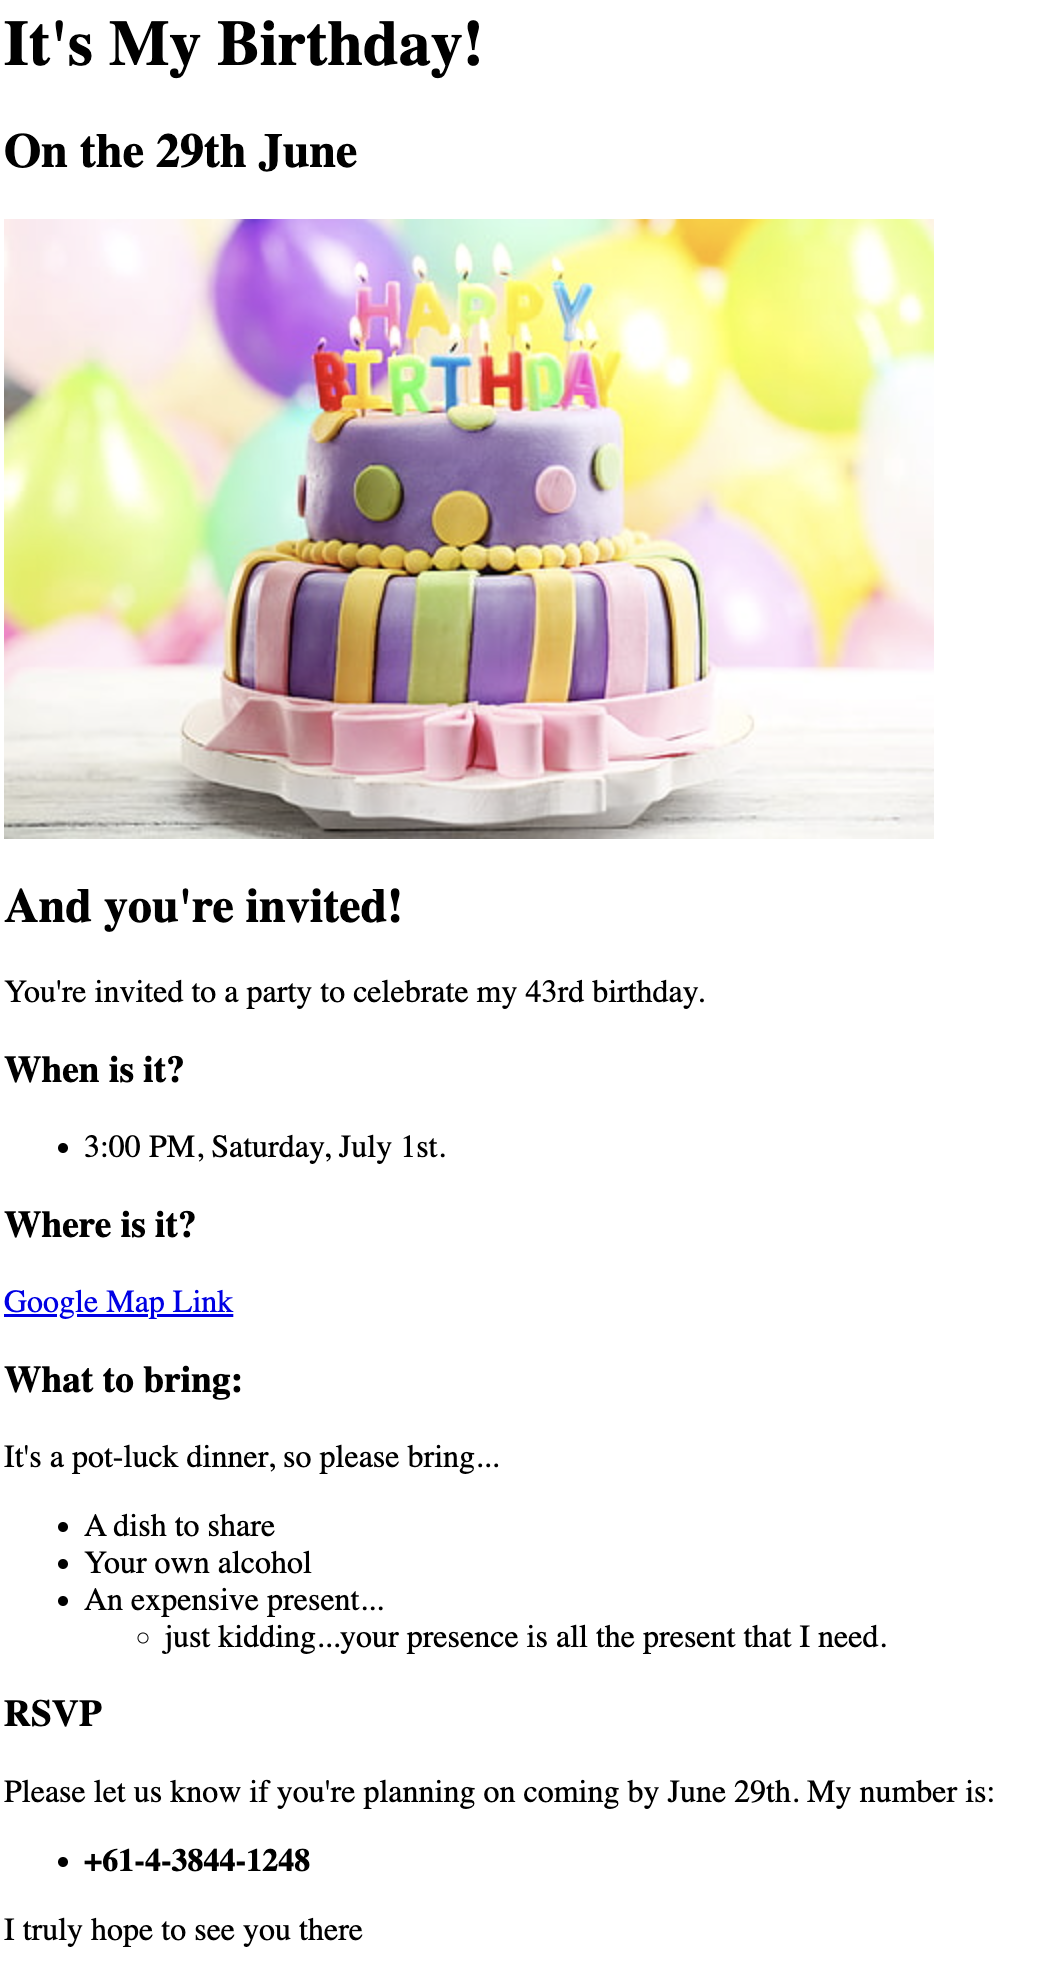 It's My Birthday!
On the 29th June
HAPPY
BIRTHDAY
And you're invited!
You're invited to a party to celebrate my 43rd birthday.
When is it?
• 3:00 PM, Saturday, July 1st.
Where is it?
Google Map Link
What to bring:
It's a pot-luck dinner, so please bring...
• A dish to share
• Your own alcohol
• An expensive present...
◦ just kidding...your presence is all the present that I need.
RSVP
Please let us know if you're planning on coming by June 29th. My number is:
• +61-4-3844-1248
I truly hope to see you there